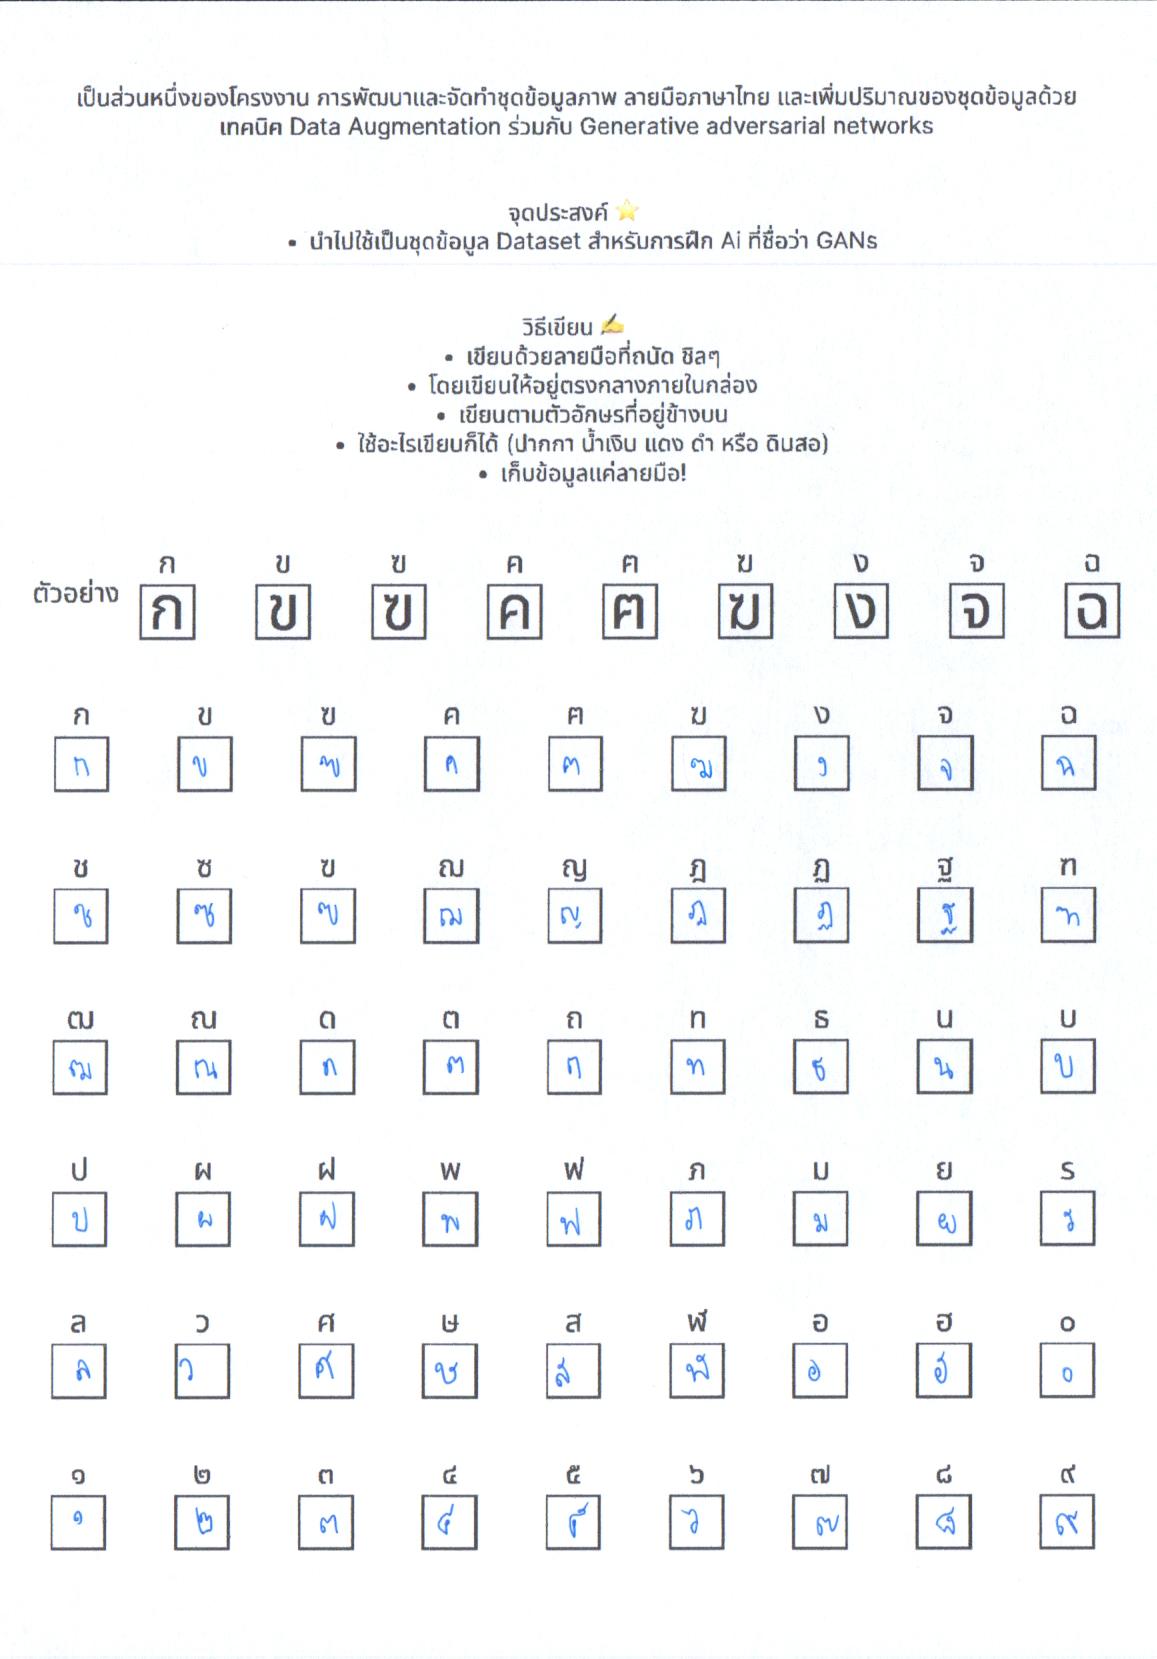 เป็นส่วนหนึ่งของโครงงาน การพัฒนาและจัดทำชุดข้อมูลภาพ ลายมือภาษาไทย และเพิ่มปริมาณของชุดข้อมูลด้วย
เทคนิค Data Augmentation ร่วมกับ Generative adversarial networks
จุดประสงค์ ⭐
• นำไปใช้เป็นชุดข้อมูล Dataset สำหรับการฝึก Ai ที่ชื่อว่า GANs
วิธีเขียน ✍
• เขียนด้วยลายมือที่ถนัด ชิลๆ
• โดยเขียนให้อยู่ตรงกลางภายในกล่อง
• เขียนตามตัวอักษรที่อยู่ข้างบน
• ใช้อะไรเขียนก็ได้ (ปากกา น้ำเงิน แดง ดำ หรือ ดินสอ)
• เก็บข้อมูลแค่ลายมือ!
ก ข ฃ ค ฅ ฆ ง จ ฉ
ตัวอย่าง ก ข ฃ ค ฅ ฆ ง จ ฉ
ก ข ฃ ค ฅ ฆ ง จ ฉ
ก ข ฃ ค ฅ ฆ ง จ ฉ
ช ซ ฃ ฌ ญ ฎ ฏ ฐ ฑ
ช ซ ฃ ฌ ญ ฎ ฏ ฐ ฑ
ฒ ณ ด ต ถ ท ธ น บ
ฒ ณ ด ต ถ ท ธ น บ
ป ผ ฝ พ ฟ ภ ม ย ร
ป ผ ฝ พ ฟ ภ ม ย ร
ล ว ศ ษ ส ฬ อ ฮ ๐
ล ว ศ ษ ส ฬ อ ฮ ๐
๑ ๒ ๓ ๔ ๕ ๖ ๗ ๘ ๙
๑ ๒ ๓ ๔ ๕ ๖ ๗ ๘ ๙